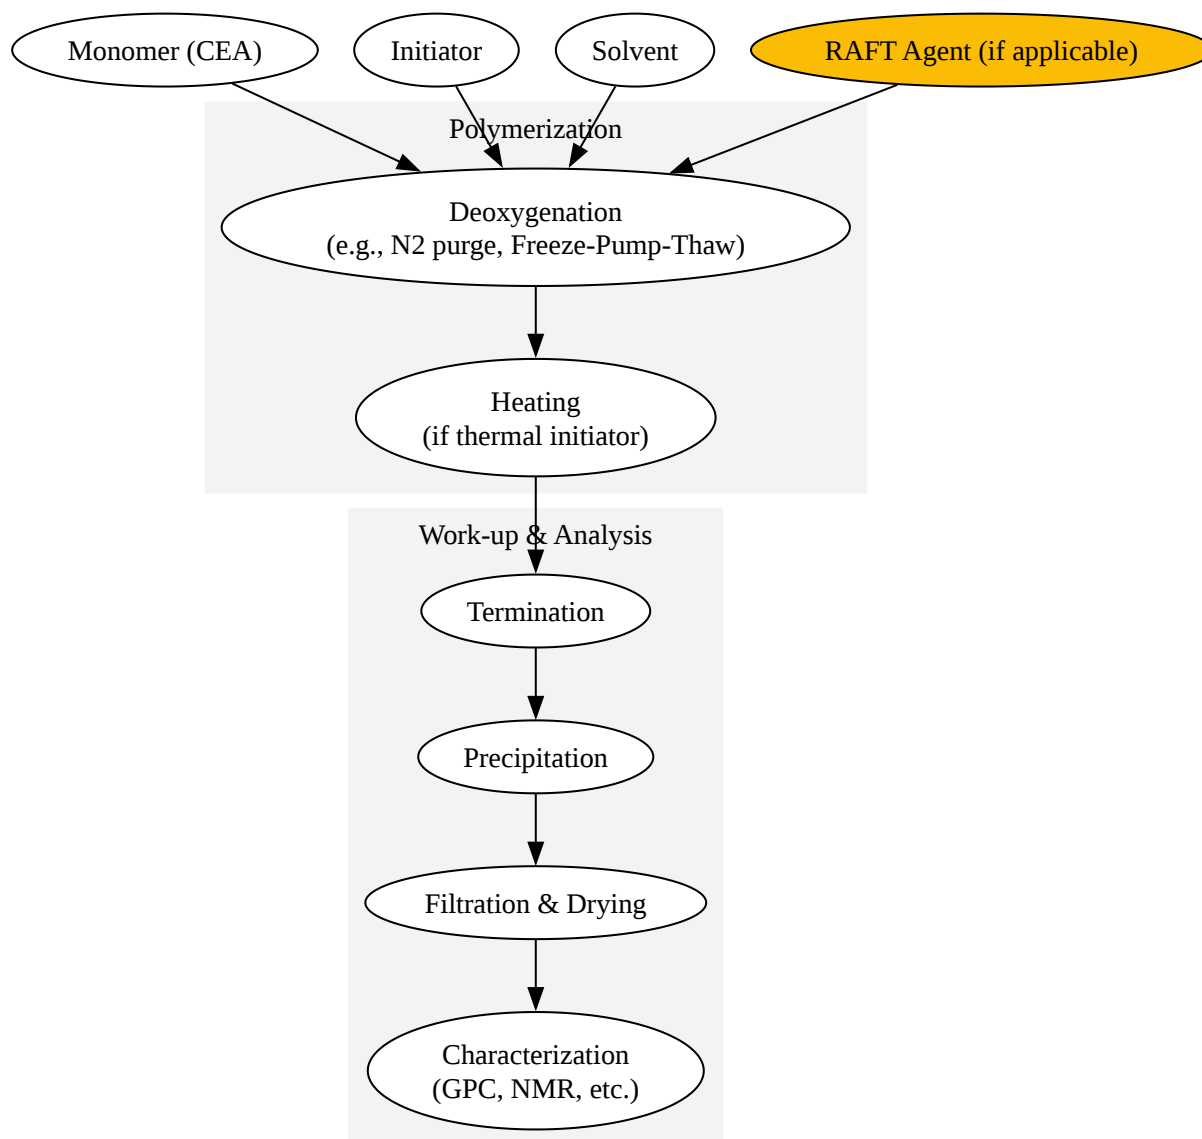 Monomer (CEA)
Initiator
Solvent
RAFT Agent (if applicable)
Polymerization
Deoxygenation
(e.g., N2 purge, Freeze-Pump-Thaw)
Heating
(if thermal initiator)
Work-up & Analysis
Termination
Precipitation
Filtration & Drying
Characterization
(GPC, NMR, etc.)